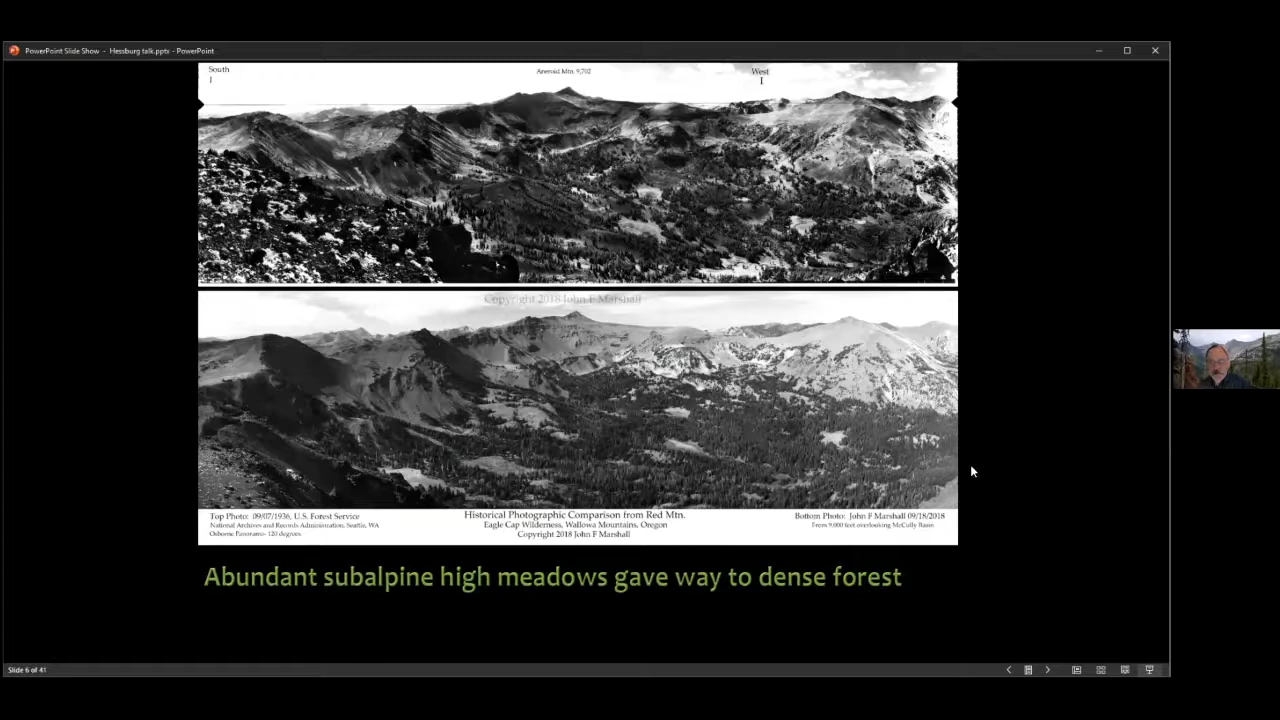 PowerPoint Slide Show - Hessburg talk.pptx - PowerPoint
South
Aneroid Mtn. 9,702
West
Copyright 2018 John F Marshall
Top Photo: 09/07/1936, U.S. Forest Service
National Archives and Records Administration, Seattle, WA
Osborne Panorama- 120 degrees
Historical Photographic Comparison from Red Mtn.
Eagle Cap Wilderness, Wallowa Mountains, Oregon
Copyright 2018 John F Marshall
Bottom Photo: John F Marshall 09/18/2018
From 9,000 feet overlooking McCully Basin
Abundant subalpine high meadows gave way to dense forest
Slide 6 of 41